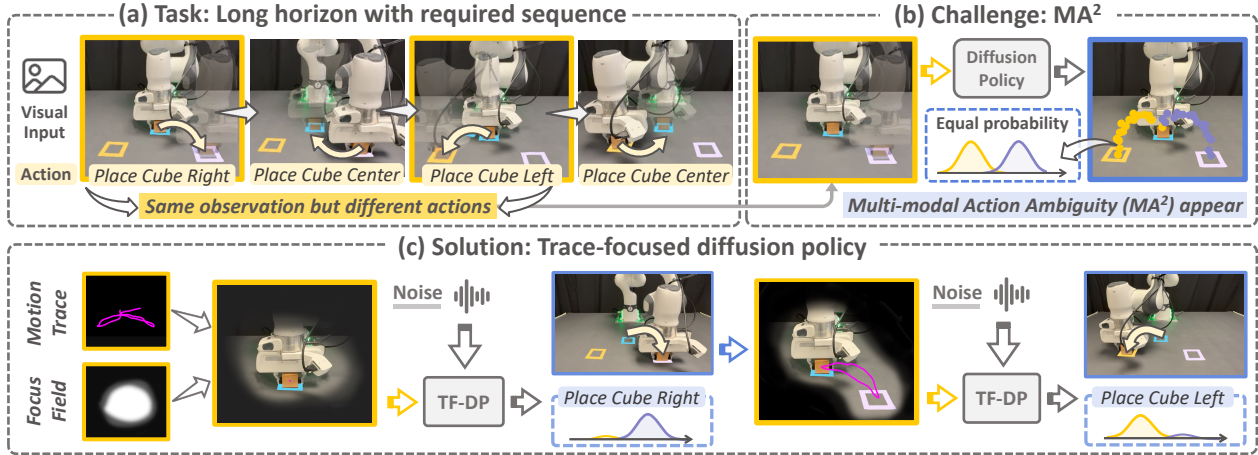 (a) Task: Long horizon with required sequence
Visual
Input
Action
Place Cube Right
Place Cube Center
Place Cube Left
Place Cube Center
Same observation but different actions
(b) Challenge: MA²
Diffusion
Policy
Equal probability
Multi-modal Action Ambiguity (MA²) appear
(c) Solution: Trace-focused diffusion policy
Motion
Trace
Focus
Field
Noise
TF-DP
Place Cube Right
Noise
TF-DP
Place Cube Left